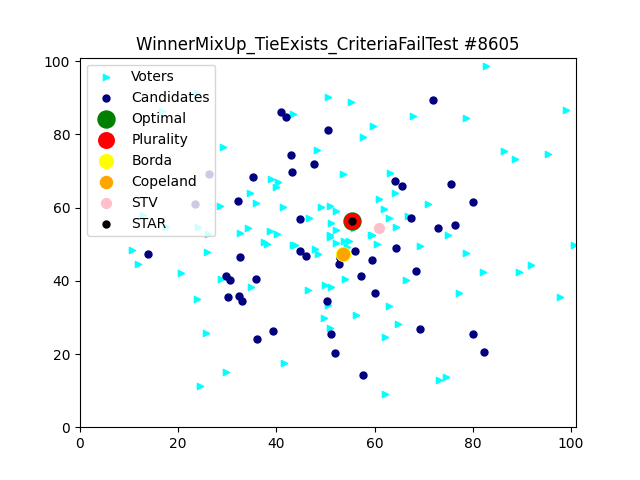 WinnerMixUp_TieExists_CriteriaFailTest #8605
100
80
60
40
20
0
0 20 40 60 80 100
Voters
Candidates
Optimal
Plurality
Borda
Copeland
STV
STAR